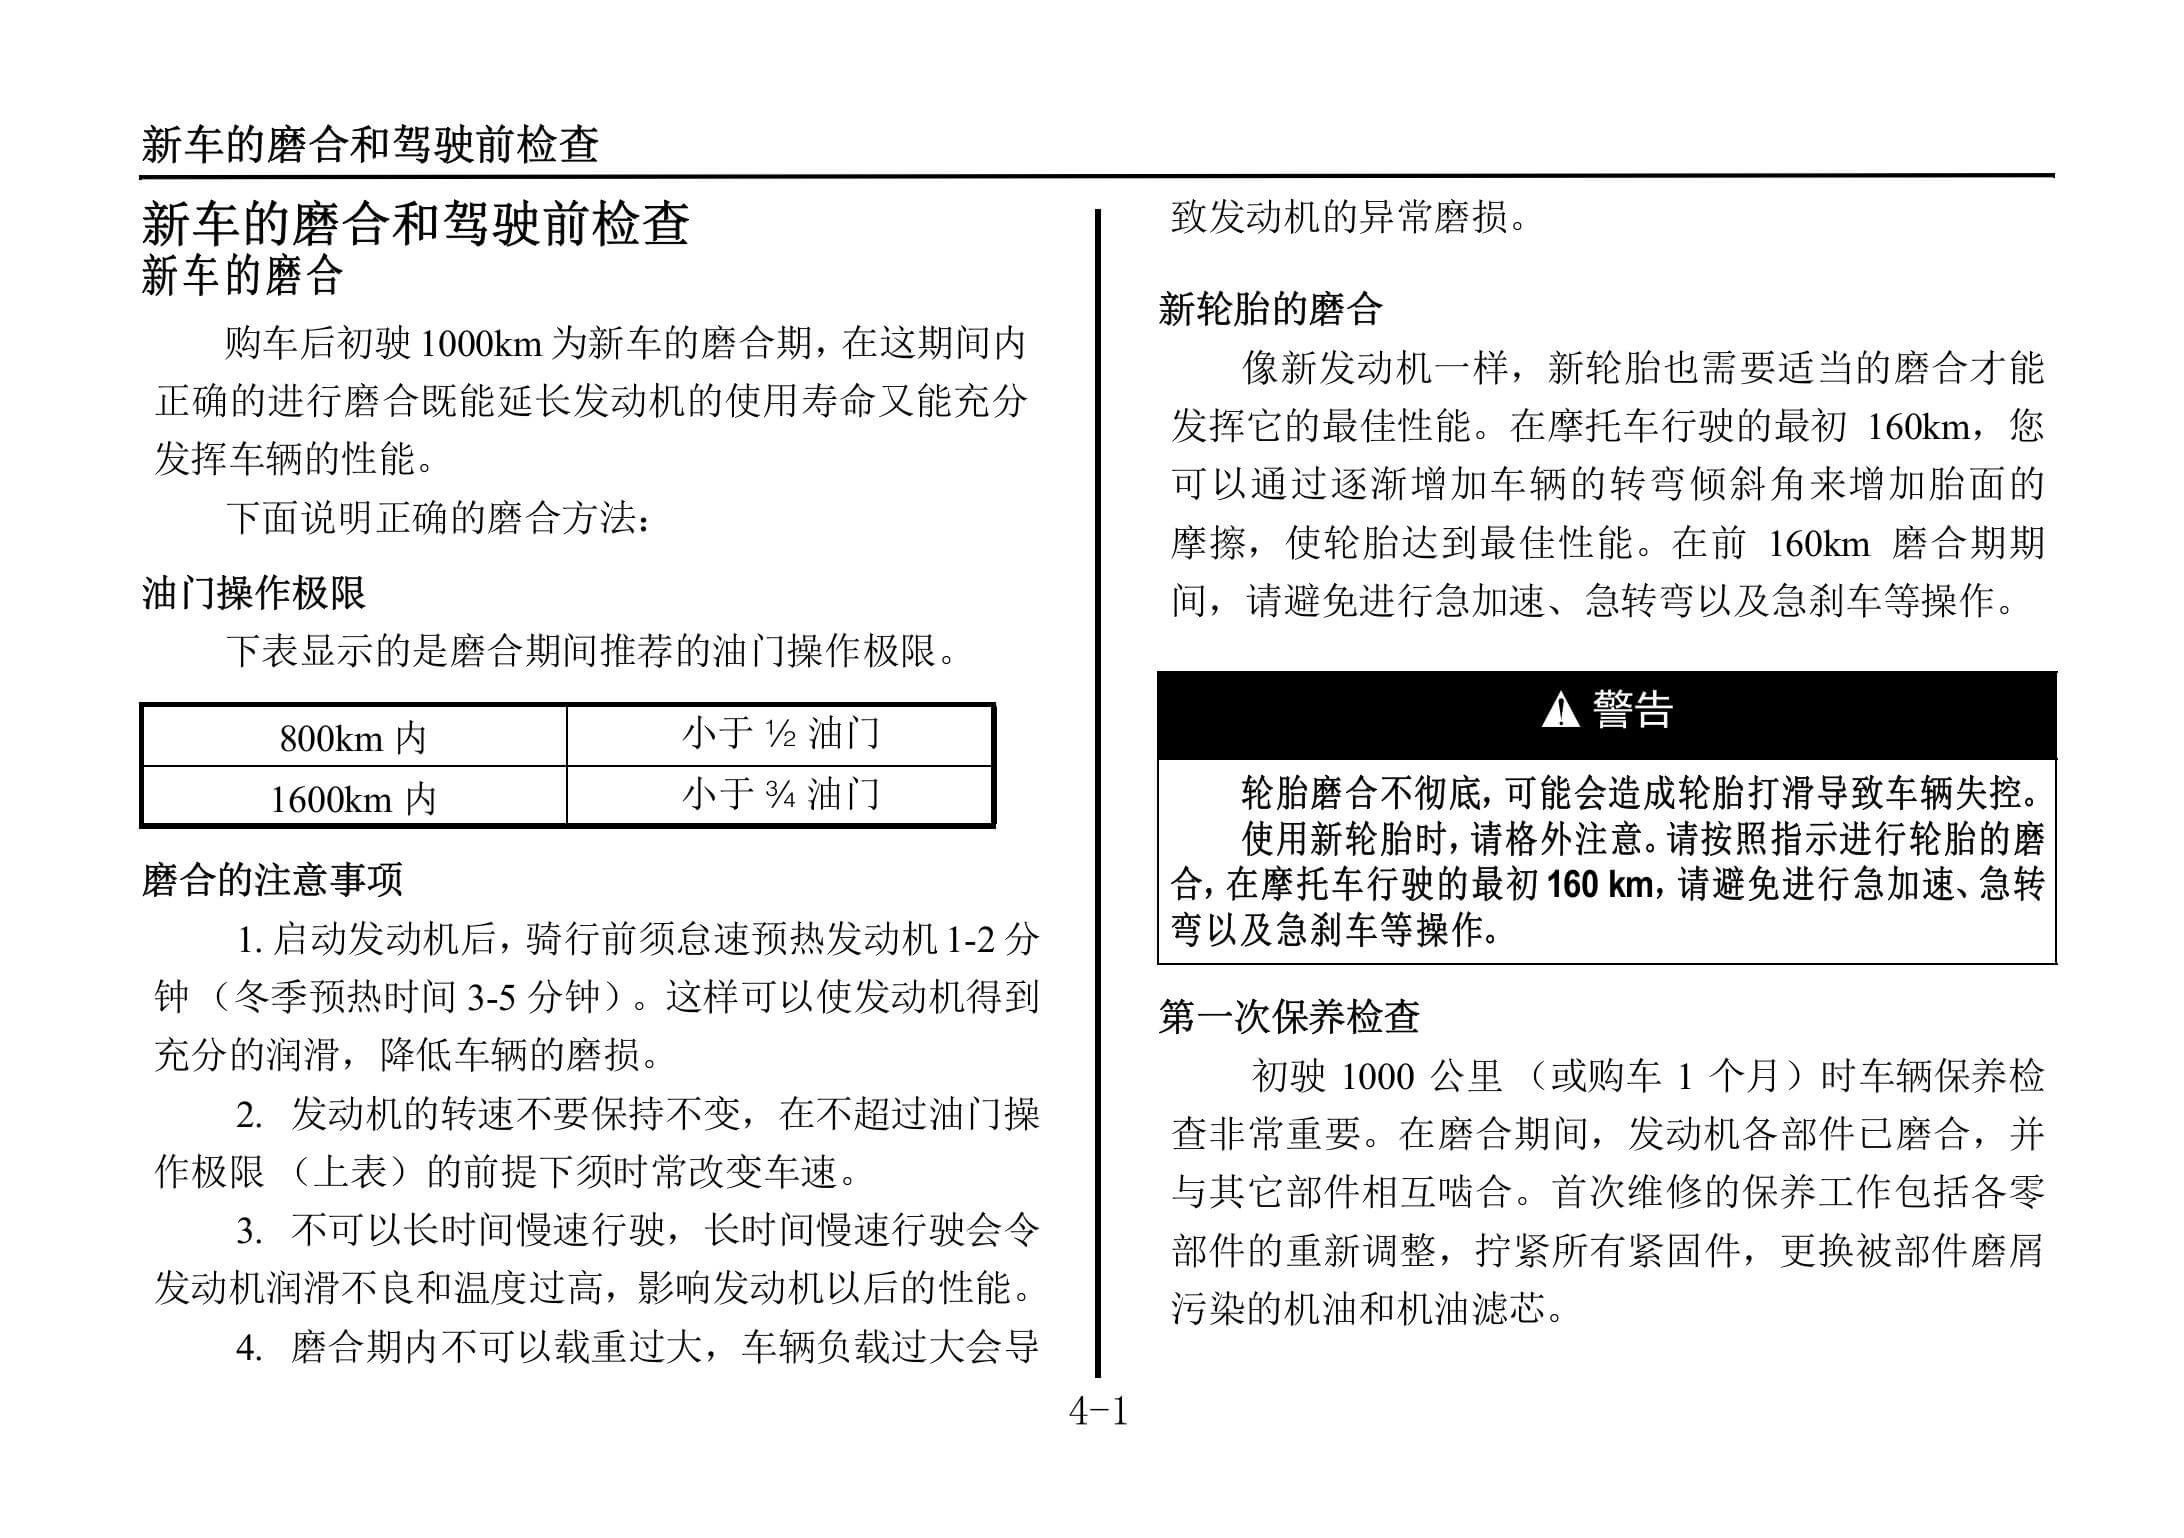 新车的磨合和驾驶前检查
新车的磨合和驾驶前检查
新车的磨合
购车后初驶 1000km 为新车的磨合期，在这期间内
正确的进行磨合既能延长发动机的使用寿命又能充分
发挥车辆的性能。
下面说明正确的磨合方法：
油门操作极限
下表显示的是磨合期间推荐的油门操作极限。
800km 内 小于 ½ 油门
1600km 内 小于 ¾ 油门
磨合的注意事项
1. 启动发动机后，骑行前须怠速预热发动机 1-2 分
钟（冬季预热时间 3-5 分钟）。这样可以使发动机得到
充分的润滑，降低车辆的磨损。
2. 发动机的转速不要保持不变，在不超过油门操
作极限（上表）的前提下须时常改变车速。
3. 不可以长时间慢速行驶，长时间慢速行驶会令
发动机润滑不良和温度过高，影响发动机以后的性能。
4. 磨合期内不可以载重过大，车辆负载过大会导
致发动机的异常磨损。
新轮胎的磨合
像新发动机一样，新轮胎也需要适当的磨合才能
发挥它的最佳性能。在摩托车行驶的最初 160km，您
可以通过逐渐增加车辆的转弯倾斜角来增加胎面的
摩擦，使轮胎达到最佳性能。在前 160km 磨合期期
间，请避免进行急加速、急转弯以及急刹车等操作。
警告
轮胎磨合不彻底，可能会造成轮胎打滑导致车辆失控。
使用新轮胎时，请格外注意。请按照指示进行轮胎的磨
合，在摩托车行驶的最初 160 km，请避免进行急加速、急转
弯以及急刹车等操作。
第一次保养检查
初驶 1000 公里（或购车 1 个月）时车辆保养检
查非常重要。在磨合期间，发动机各部件已磨合，并
与其它部件相互啮合。首次维修的保养工作包括各零
部件的重新调整，拧紧所有紧固件，更换被部件磨屑
污染的机油和机油滤芯。
4-1